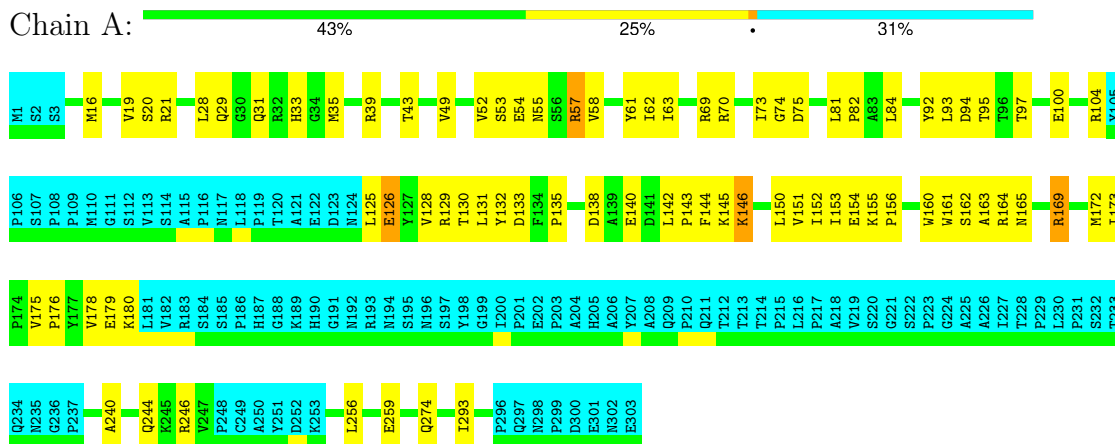 Chain A:
43% 25% • 31%
M1 S2 S3 M16 V19 S20 R21 L28 Q29 G30 Q31 R32 H33 G34 M35 R39 T43 V49 V52 S53 E54 N55 S56 R57 V58 Y61 I62 I63 R69 R70 I73 G74 D75 L81 P82 A83 L84 Y92 L93 D94 T95 T96 T97 E100 R104 Y105
P106 S107 P108 P109 M110 G111 S112 V113 S114 A115 P116 N117 L118 P119 T120 A121 E122 D123 N124 L125 E126 Y127 V128 R129 T130 L131 Y132 D133 F134 P135 D138 A139 E140 D141 L142 P143 F144 K145 K146 L150 V151 I152 I153 E154 K155 P156 W160 W161 S162 A163 R164 N165 R169 M172 I173
P174 V175 P176 Y177 V178 E179 K180 L181 V182 R183 S184 S185 P186 H187 G188 K189 H190 G191 N192 R193 N194 S195 N196 S197 Y198 G199 I200 P201 E202 P203 A204 H205 A206 Y207 A208 Q209 P210 Q211 T212 T213 T214 P215 L216 P217 A218 V219 S220 G221 S222 P223 G224 A225 A226 I227 T228 P229 L230 P231 S232 T233
Q234 N235 G236 P237 A240 Q244 K245 R246 V247 P248 C249 A250 Y251 D252 K253 L256 E259 Q274 I293 P296 Q297 N298 P299 D300 E301 N302 E303